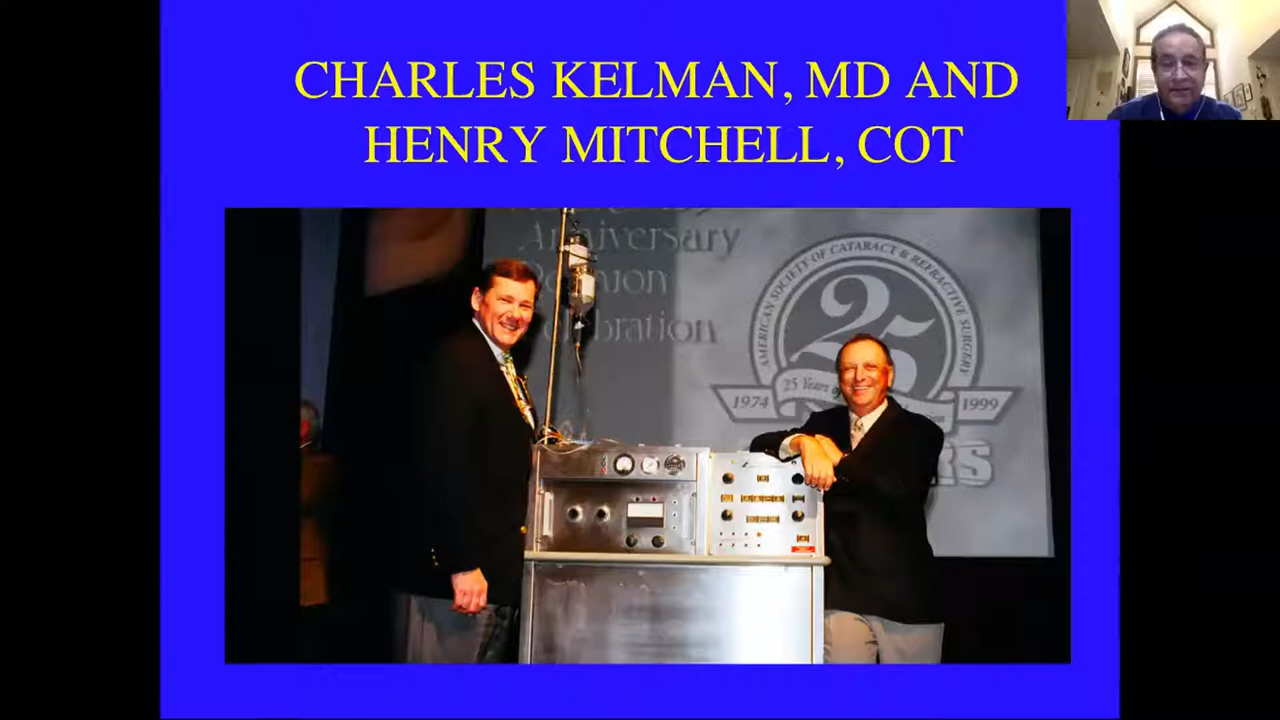 CHARLES KELMAN, MD AND
HENRY MITCHELL, COT
Anniversary
Reunion
Celebration
AMERICAN SOCIETY OF CATARACT & REFRACTIVE SURGERY
25
25 Years of
1974
1999